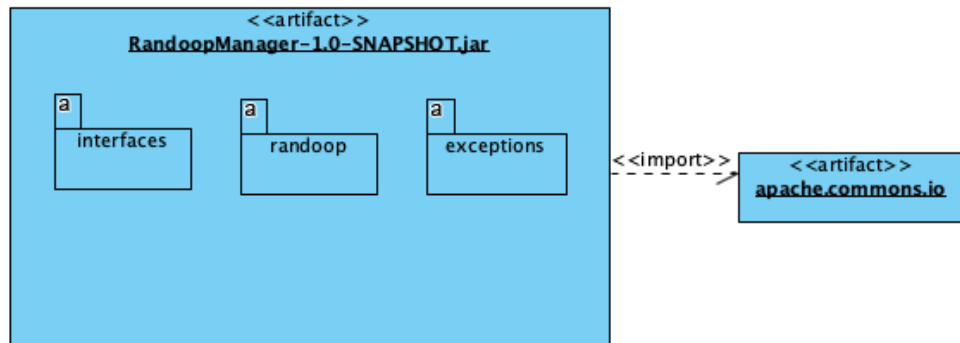 <<artifact>>
RandoopManager-1.0-SNAPSHOT.jar
a
a
a
interfaces
randoop
exceptions
<<import>>
<<artifact>>
apache.commons.io